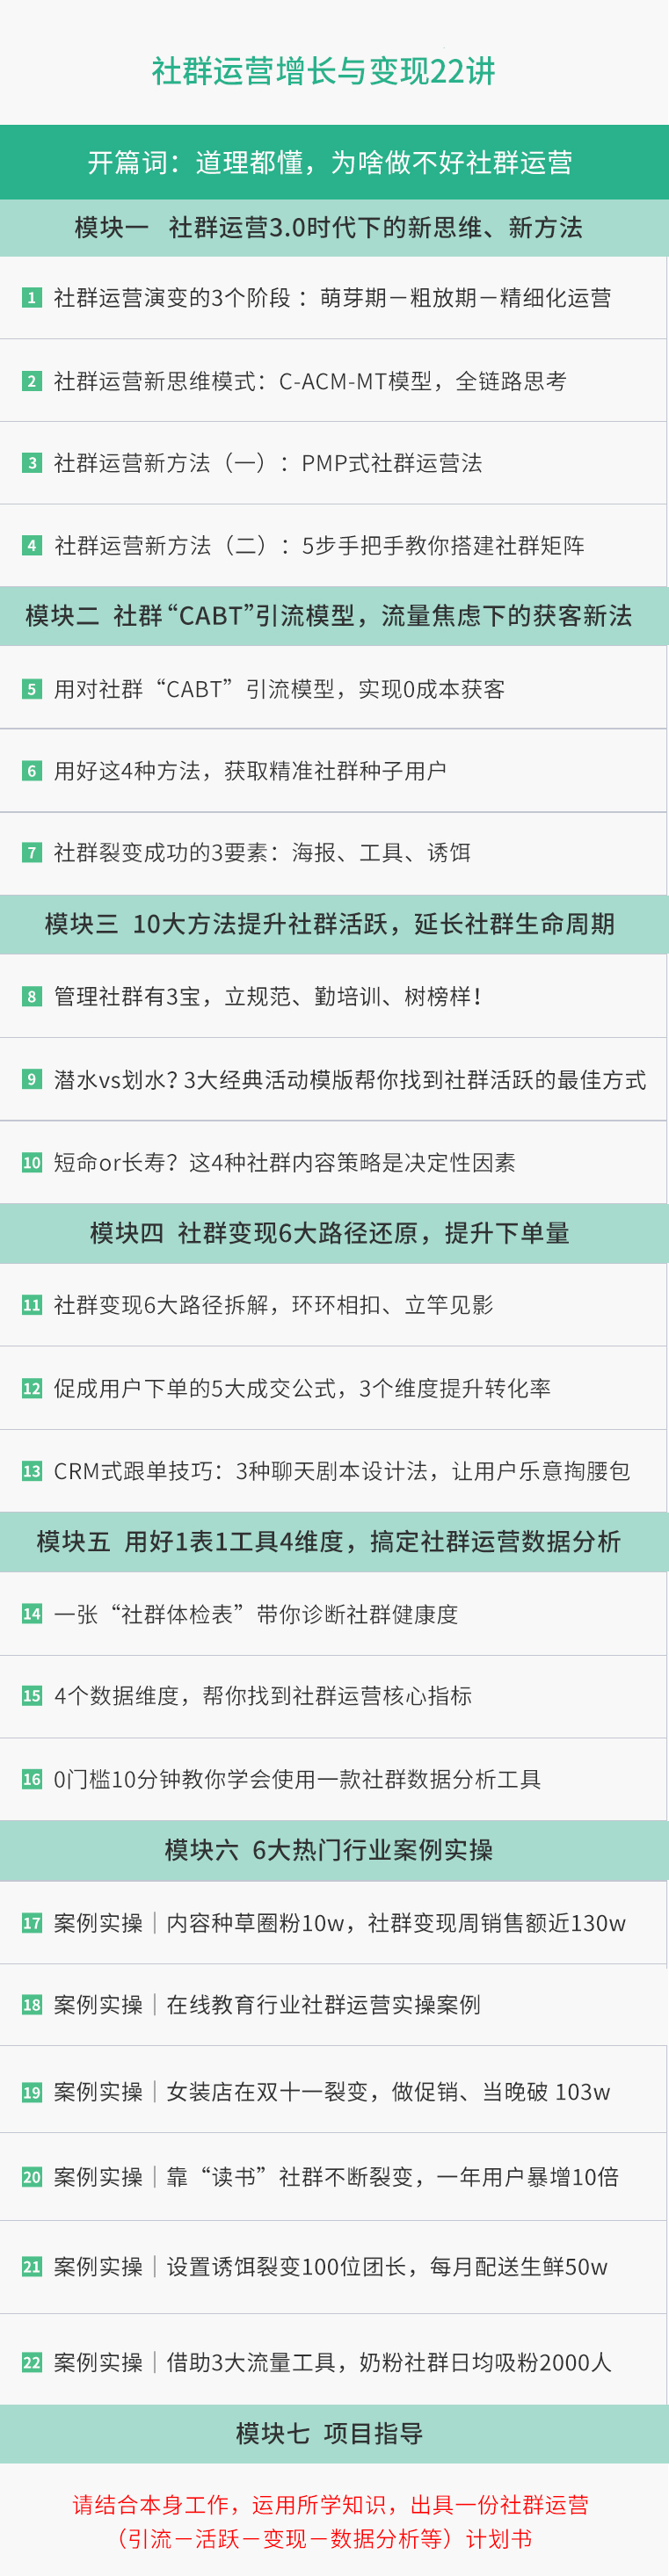 社群运营增长与变现22讲
开篇词：道理都懂，为啥做不好社群运营
模块一 社群运营3.0时代下的新思维、新方法
1 社群运营演变的3个阶段 ：萌芽期－粗放期－精细化运营
2 社群运营新思维模式：C-ACM-MT模型，全链路思考
3 社群运营新方法（一）：PMP式社群运营法
4 社群运营新方法（二）：5步手把手教你搭建社群矩阵
模块二 社群 “CABT”引流模型，流量焦虑下的获客新法
5 用对社群“CABT”引流模型，实现0成本获客
6 用好这4种方法，获取精准社群种子用户
7 社群裂变成功的3要素：海报、工具、诱饵
模块三 10大方法提升社群活跃，延长社群生命周期
8 管理社群有3宝，立规范、勤培训、树榜样！
9 潜水vs划水？3大经典活动模版帮你找到社群活跃的最佳方式
10 短命or长寿？这4种社群内容策略是决定性因素
模块四 社群变现6大路径还原，提升下单量
11 社群变现6大路径拆解，环环相扣、立竿见影
12 促成用户下单的5大成交公式，3个维度提升转化率
13 CRM式跟单技巧：3种聊天剧本设计法，让用户乐意掏腰包
模块五 用好1表1工具4维度，搞定社群运营数据分析
14 一张“社群体检表”带你诊断社群健康度
15 4个数据维度，帮你找到社群运营核心指标
16 0门槛10分钟教你学会使用一款社群数据分析工具
模块六 6大热门行业案例实操
17 案例实操｜内容种草圈粉10w，社群变现周销售额近130w
18 案例实操｜在线教育行业社群运营实操案例
19 案例实操｜女装店在双十一裂变，做促销、当晚破 103w
20 案例实操｜靠“读书”社群不断裂变，一年用户暴增10倍
21 案例实操｜设置诱饵裂变100位团长，每月配送生鲜50w
22 案例实操｜借助3大流量工具，奶粉社群日均吸粉2000人
模块七 项目指导
请结合本身工作，运用所学知识，出具一份社群运营
（引流－活跃－变现－数据分析等）计划书